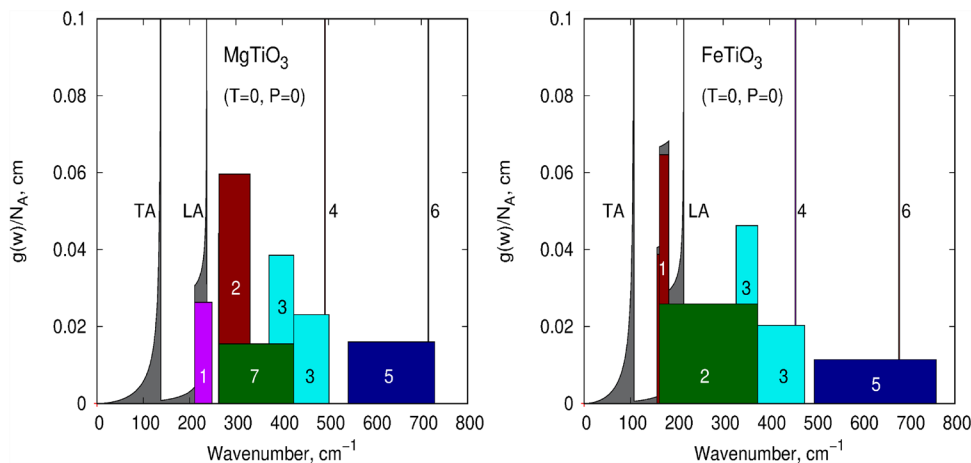 0.1
0.08
0.06
0.04
0.02
0
g(w)/N_A, cm
MgTiO₃
(T=0, P=0)
TA
LA
4
6
2
3
1
7
3
5
0 100 200 300 400 500 600 700 800
Wavenumber, cm⁻¹
0.1
0.08
0.06
0.04
0.02
0
g(w)/N_A, cm
FeTiO₃
(T=0, P=0)
TA
LA
4
6
1
3
2
3
5
0 100 200 300 400 500 600 700 800
Wavenumber, cm⁻¹